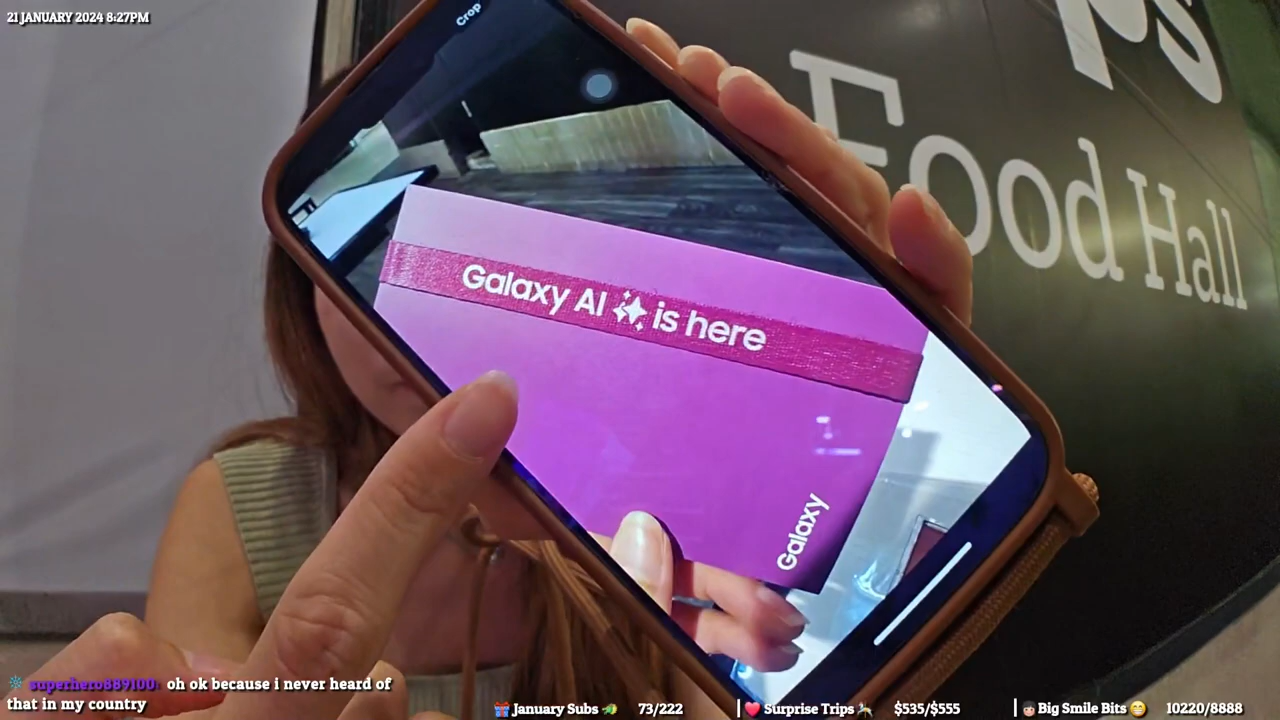 21 JANUARY 2024 8:27PM
Crop
ps
Food Hall
Galaxy AI ✨ is here
Galaxy
superhero889100: oh ok because i never heard of
that in my country
January Subs 73/222
Surprise Trips $535/$555
Big Smile Bits 10220/8888